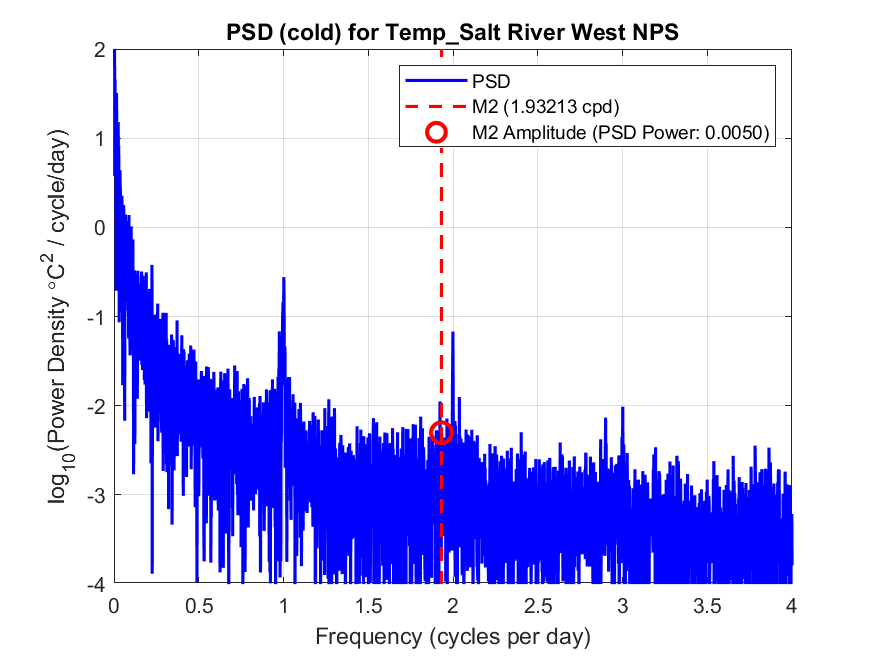 PSD (cold) for Temp_Salt River West NPS
PSD
M2 (1.93213 cpd)
M2 Amplitude (PSD Power: 0.0050)
log10(Power Density °C2 / cycle/day)
2
1
0
-1
-2
-3
-4
0 0.5 1 1.5 2 2.5 3 3.5 4
Frequency (cycles per day)